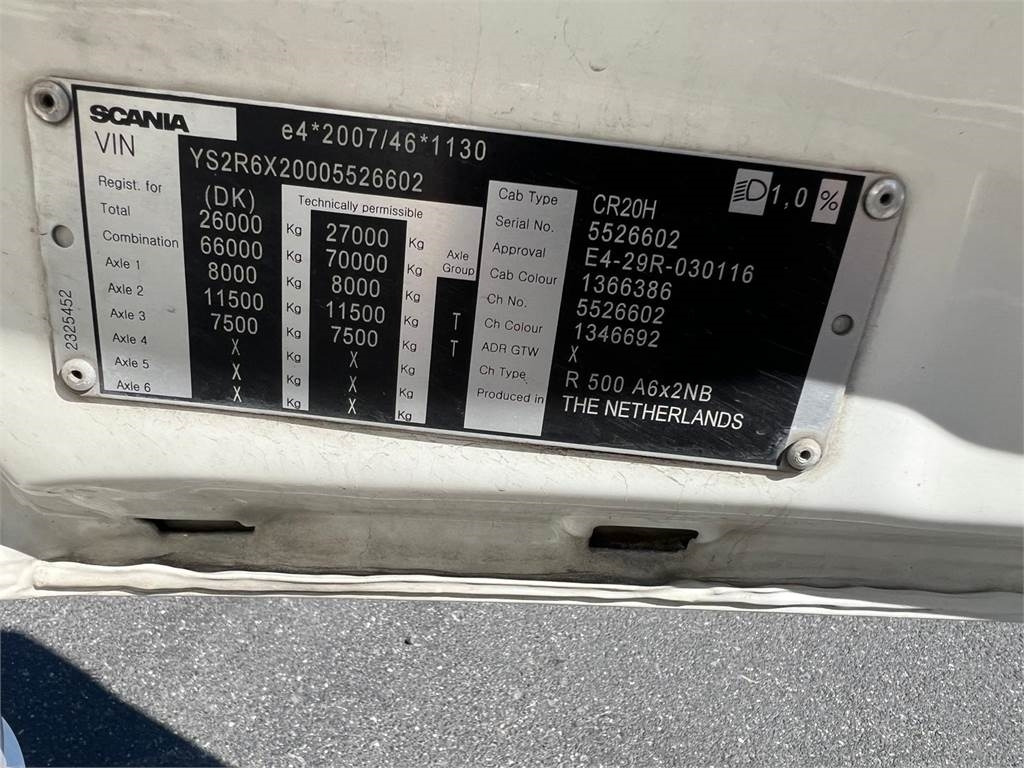 SCANIA
e4*2007/46*1130
VIN YS2R6X20005526602
Regist. for (DK) Technically permissible
Total 26000 Kg 27000 Kg
Combination 66000 Kg 70000 Kg Axle Group
Axle 1 8000 Kg 8000 Kg
Axle 2 11500 Kg 11500 Kg T
Axle 3 7500 Kg 7500 Kg T
Axle 4 X Kg X Kg
Axle 5 X Kg X Kg
Axle 6 X Kg X Kg
Cab Type CR20H
1,0 %
Serial No. 5526602
Approval E4-29R-030116
Cab Colour 1366386
Ch No. 5526602
Ch Colour 1346692
ADR GTW X
Ch Type R 500 A6x2NB
Produced in THE NETHERLANDS
2325452